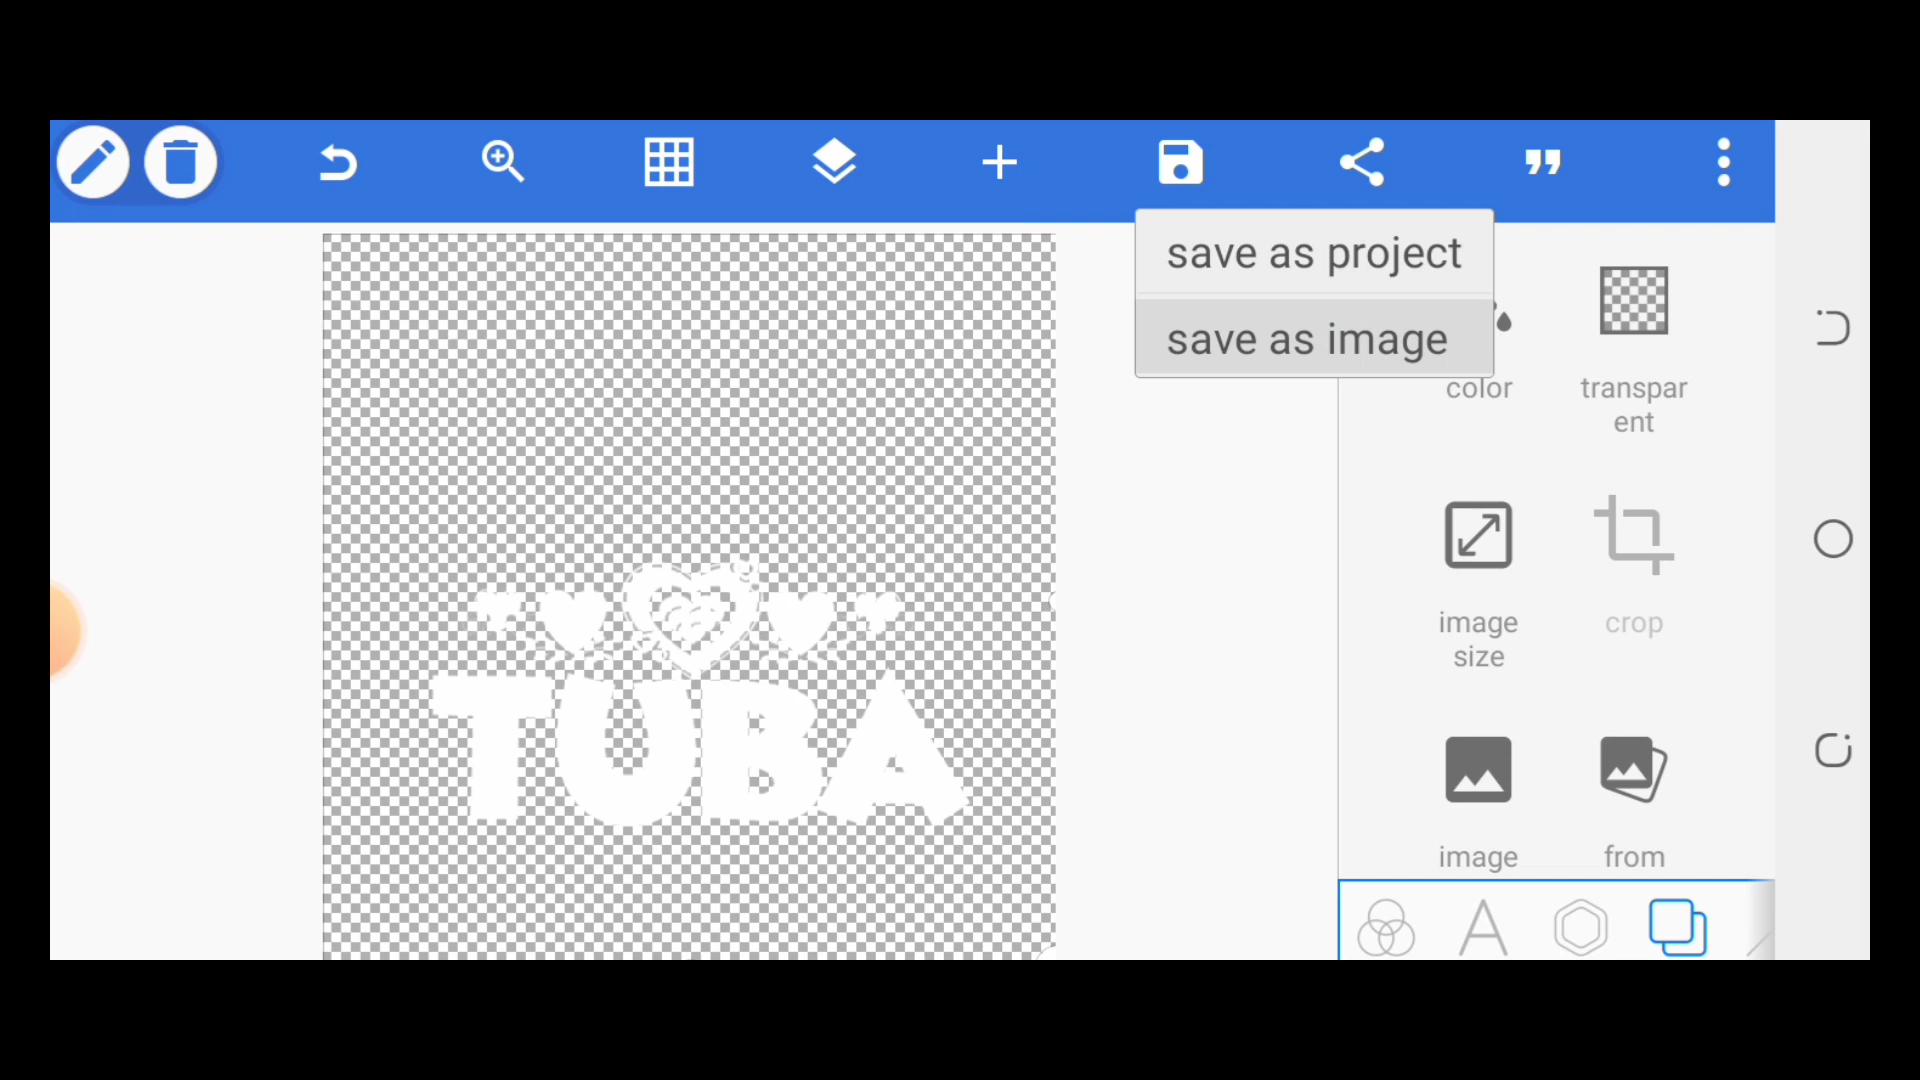 save as project
save as image
color
transpar
ent
image
size
crop
image
from
TUBA